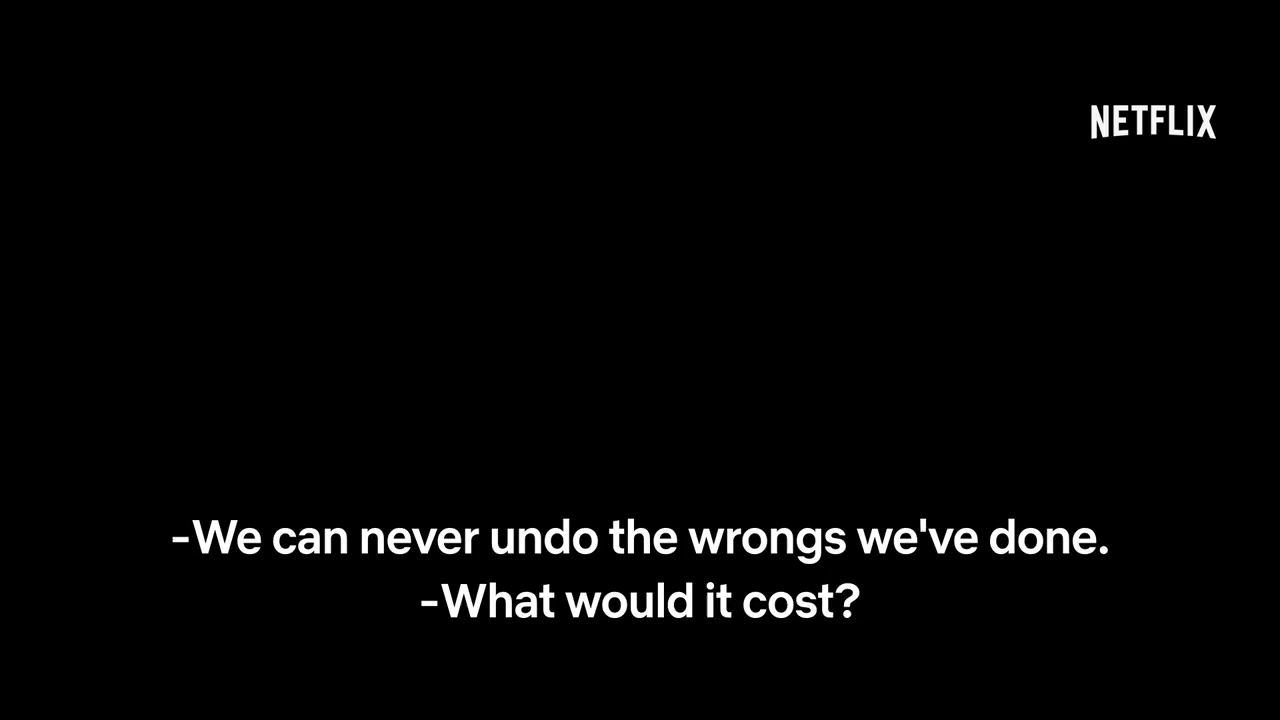 NETFLIX
-We can never undo the wrongs we've done.
-What would it cost?